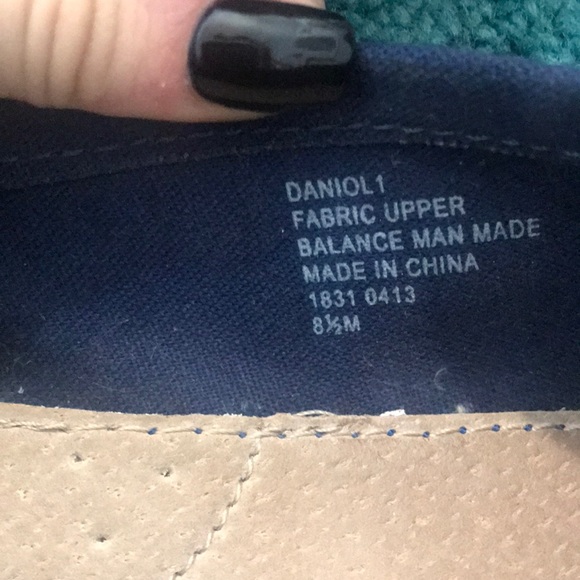 DANIOL1
FABRIC UPPER
BALANCE MAN MADE
MADE IN CHINA
1831 0413
8½M